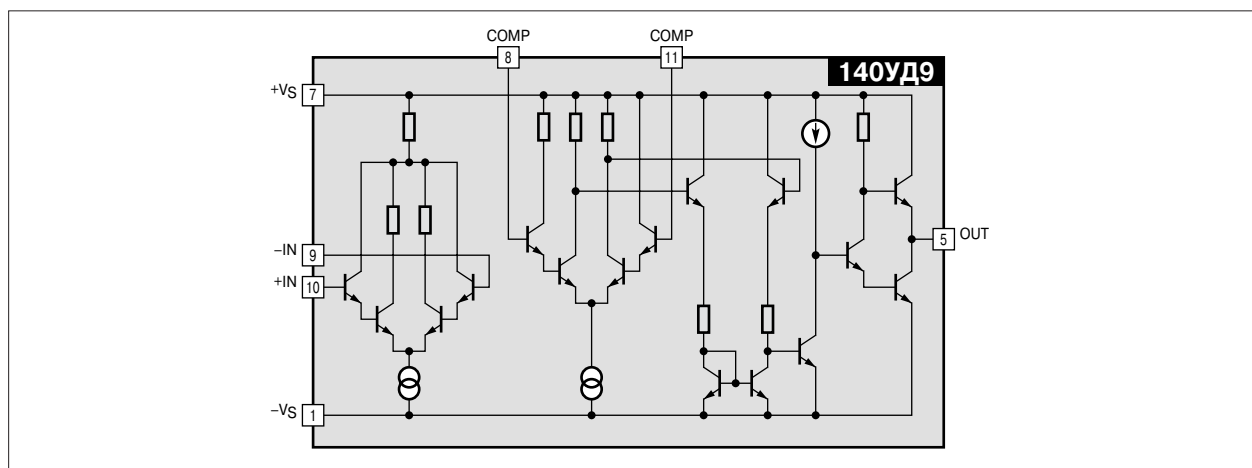 COMP COMP
8 11
140УД9
+VS 7
–IN 9
+IN 10
5 OUT
–VS 1